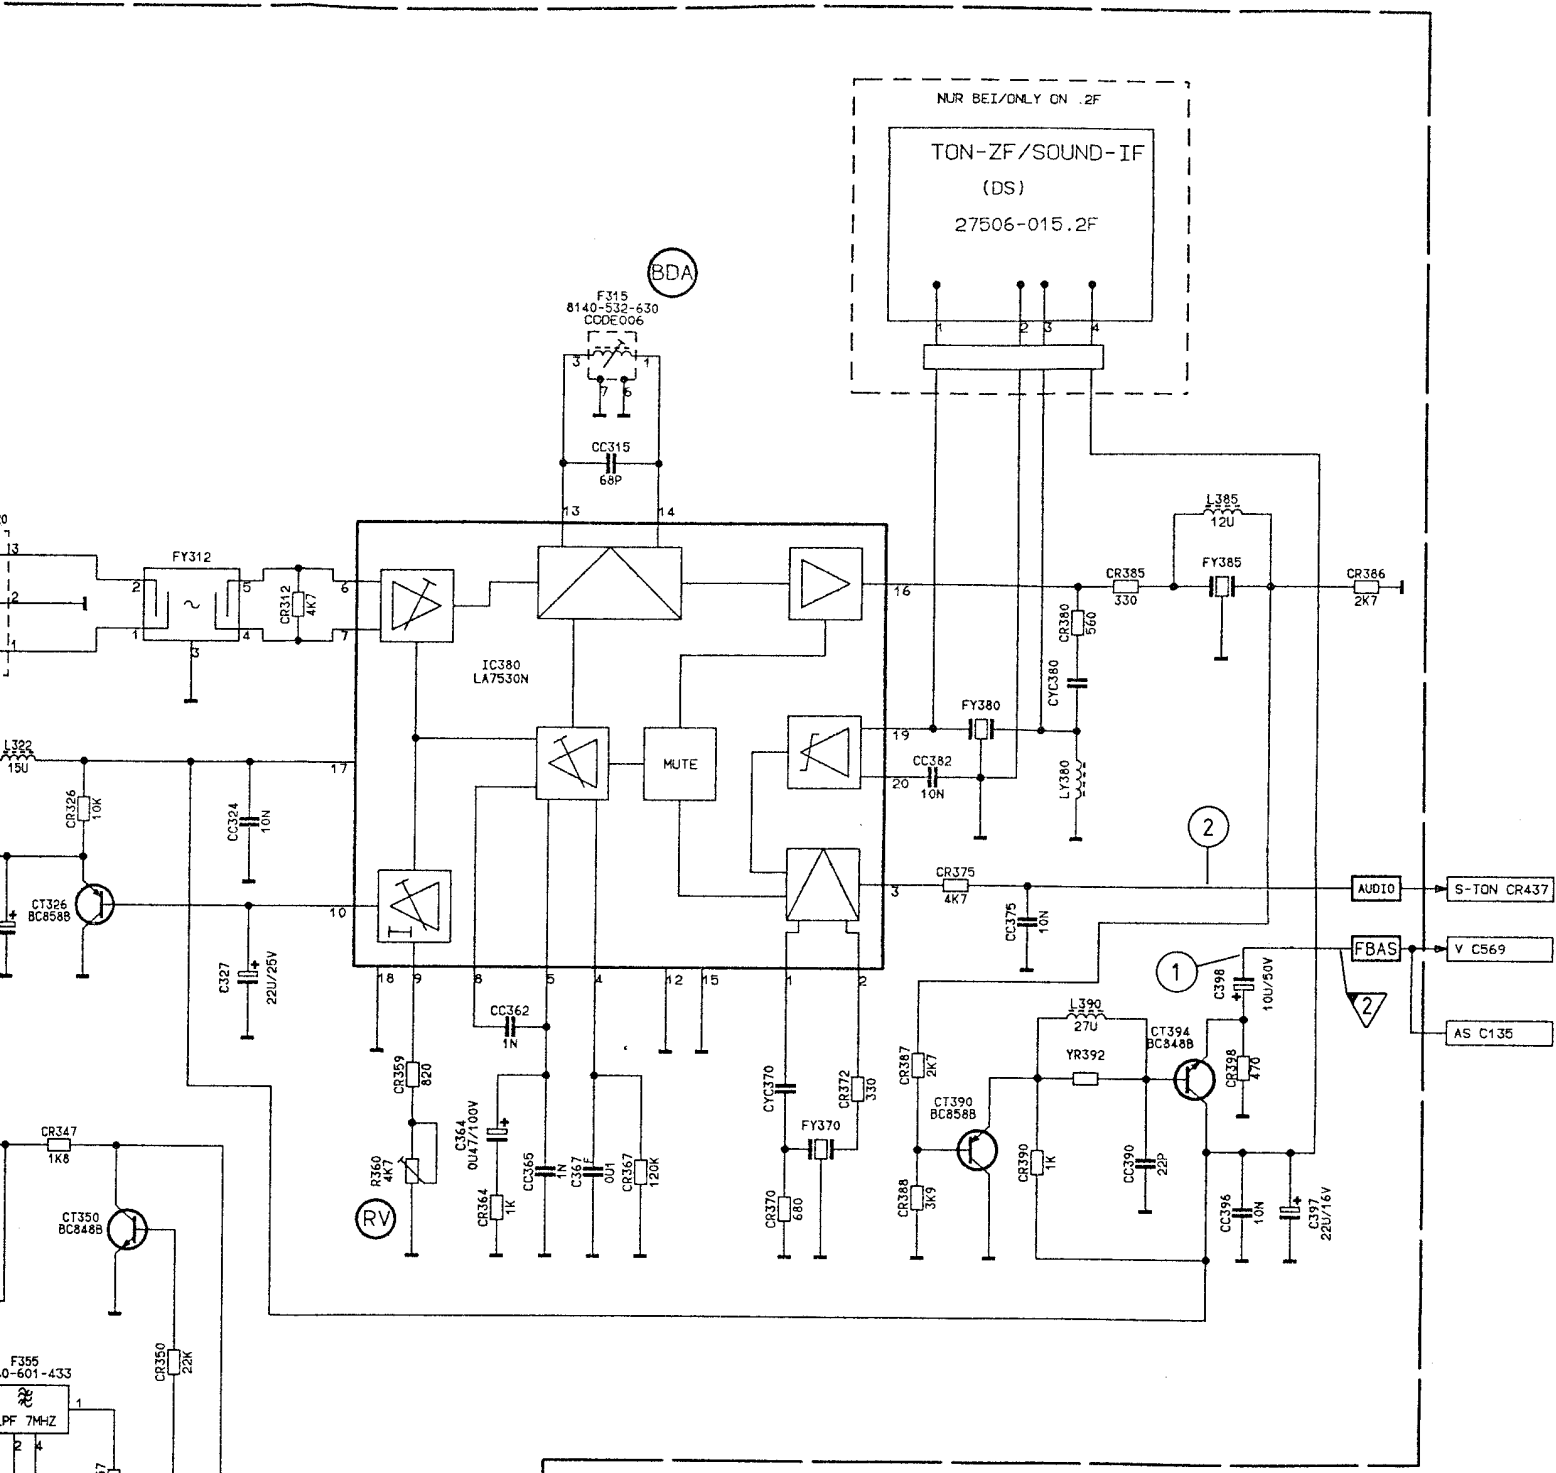 NUR BEI/ONLY ON .2F
TON-ZF/SOUND-IF
(DS)
27506-015.2F
1
2
3
4
BDA
F315
8140-532-630
CODE006
3
1
7
6
CC315
68P
13
14
L385
12U
FY385
CR385
330
CR386
2K7
3
2
1
FY312
2
5
1
4
3
CR312
4K7
6
7
16
CR380
560
CYC380
IC380
LA7530N
MUTE
FY380
19
CC382
10N
20
LY380
L322
15U
17
CR326
10K
CC324
10N
CT326
BC858B
10
C327
22U/25V
2
CR375
4K7
3
CC375
10N
AUDIO
S-TON CR437
FBAS
V C569
AS C135
1
2
C398
10U/50V
18
9
8
5
4
12
15
1
2
CC362
1N
CR359
820
R360
4K7
RV
C364
0U47/100V
CR364
1K
CC365
1N
C367
0U1
CR367
120K
CYC370
CR372
330
FY370
CR370
680
CR387
2K7
CR388
3K9
CT390
BC858B
L390
27U
YR392
CT394
BC848B
CR398
470
CR390
1K
CC390
22P
CC396
10N
C397
22U/16V
CR347
1K8
CT350
BC848B
CR350
22K
F355
0-601-433
LPF 7MHZ
1
2
4